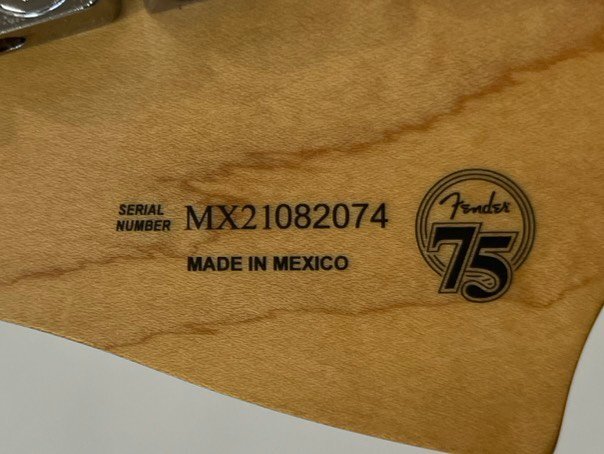 SERIAL
NUMBER MX21082074
MADE IN MEXICO
Fender
75